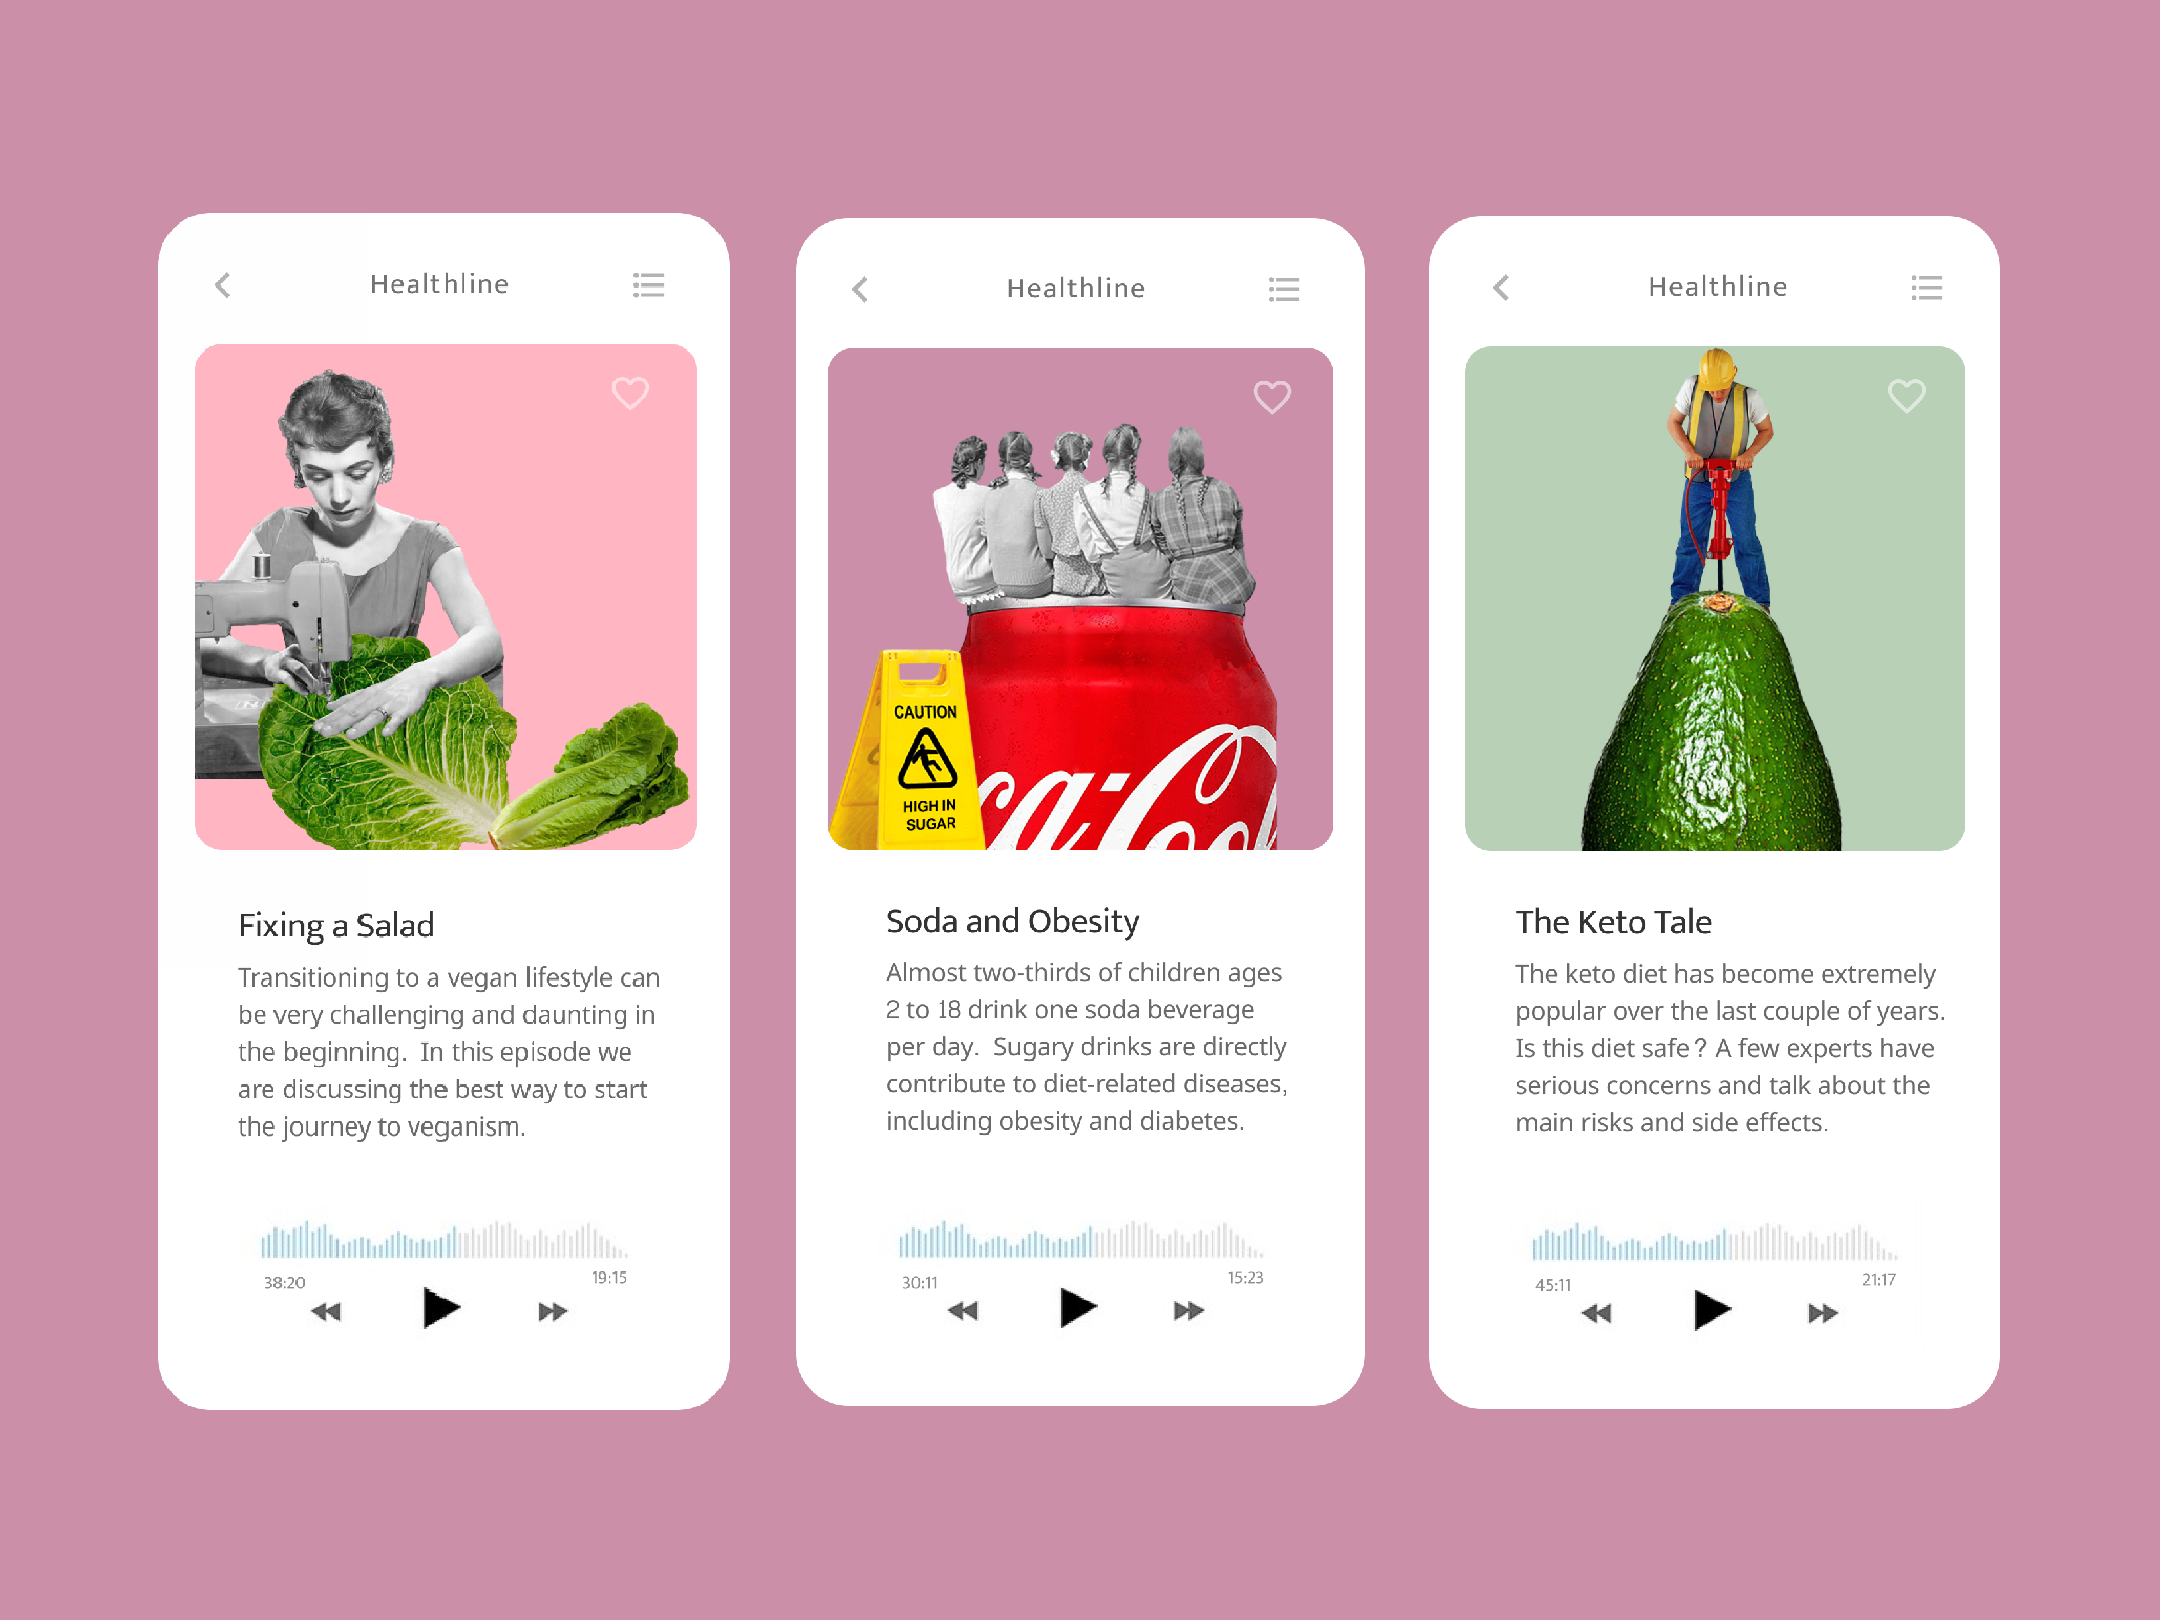 Healthline
CAUTION
HIGH IN
SUGAR
Fixing a Salad
Transitioning to a vegan lifestyle can
be very challenging and daunting in
the beginning.  In this episode we
are discussing the best way to start
the journey to veganism.
38:20
19:15
Healthline
Soda and Obesity
Almost two-thirds of children ages
2 to 18 drink one soda beverage
per day.  Sugary drinks are directly
contribute to diet-related diseases,
including obesity and diabetes.
30:11
15:23
Healthline
The Keto Tale
The keto diet has become extremely
popular over the last couple of years.
Is this diet safe? A few experts have
serious concerns and talk about the
main risks and side effects.
45:11
21:17